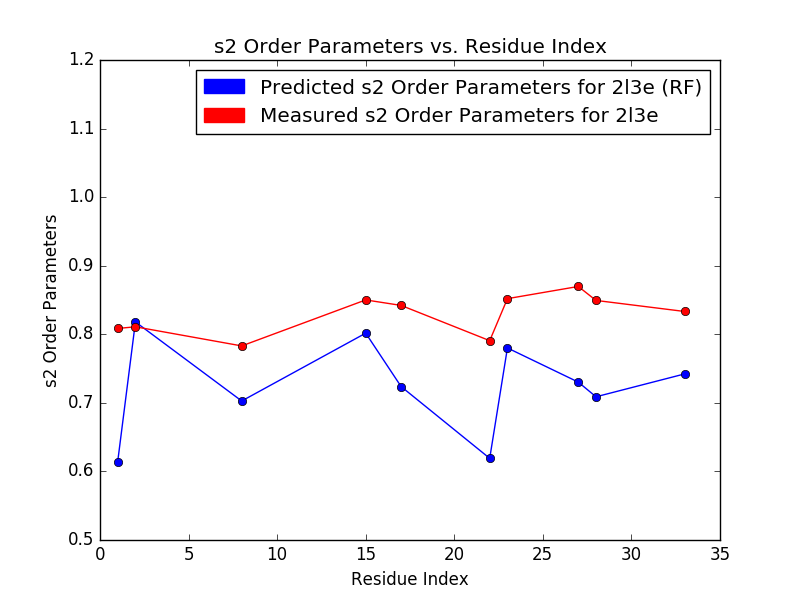 s2 Order Parameters vs. Residue Index
Predicted s2 Order Parameters for 2l3e (RF)
Measured s2 Order Parameters for 2l3e
s2 Order Parameters
1.2
1.1
1.0
0.9
0.8
0.7
0.6
0.5
0 5 10 15 20 25 30 35
Residue Index